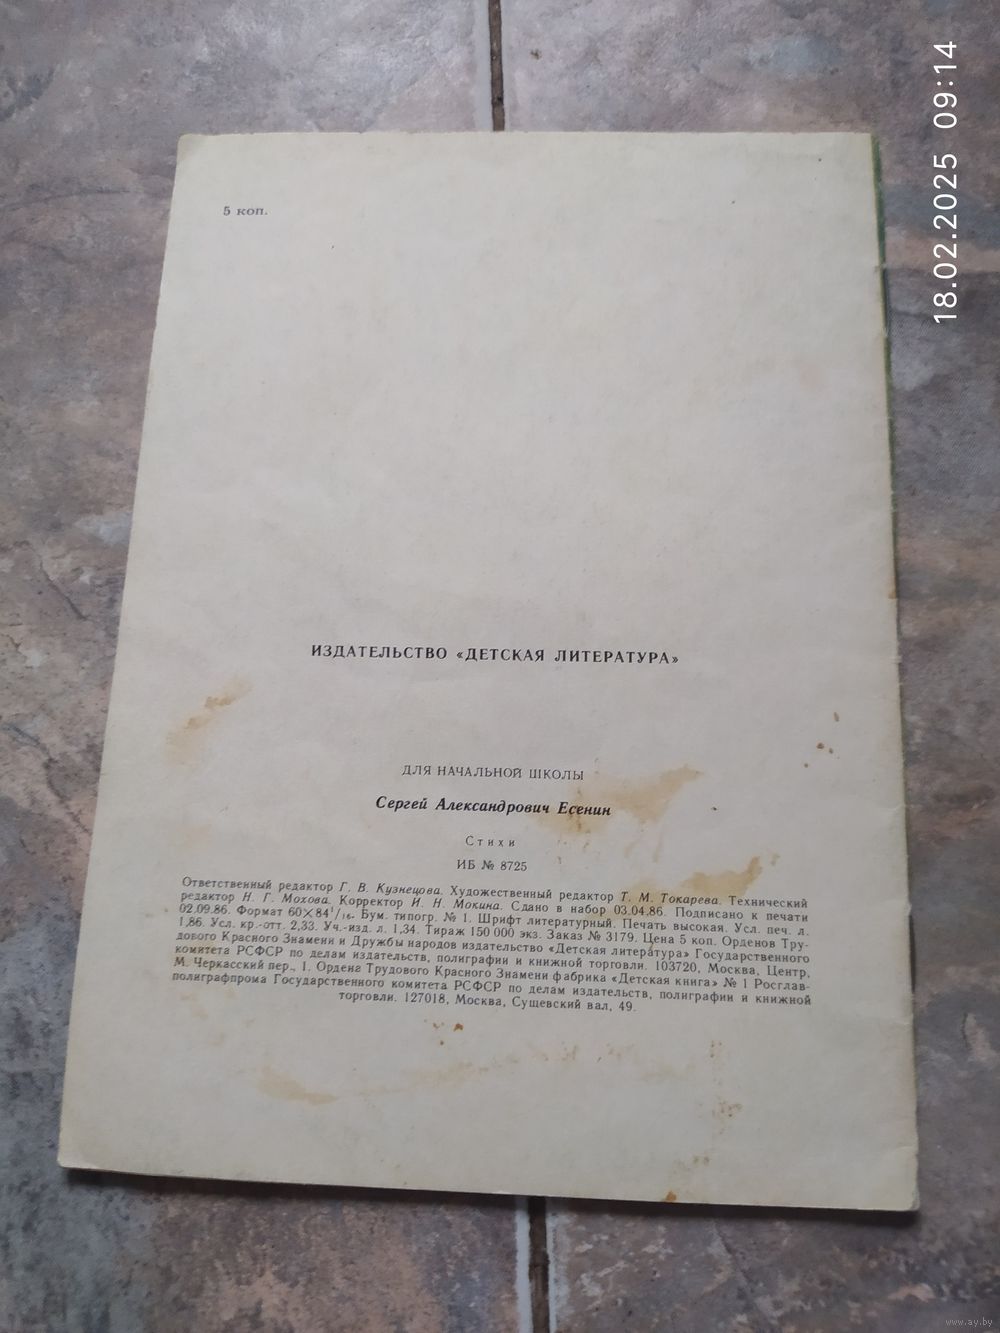 5 коп.
ИЗДАТЕЛЬСТВО «ДЕТСКАЯ ЛИТЕРАТУРА»
ДЛЯ НАЧАЛЬНОЙ ШКОЛЫ
Сергей Александрович Есенин
Стихи
ИБ № 8725
Ответственный редактор Г. В. Кузнецова. Художественный редактор Т. М. Токарева. Технический
редактор Н. Г. Мохова. Корректор И. Н. Мокина. Сдано в набор 03.04.86. Подписано к печати
02.09.86. Формат 60×84¹/₁₆. Бум. типогр. № 1. Шрифт литературный. Печать высокая. Усл. печ. л.
1,86. Усл. кр.-отт. 2,33. Уч.-изд. л. 1,34. Тираж 150 000 экз. Заказ № 3179. Цена 5 коп. Орденов Тру-
дового Красного Знамени и Дружбы народов издательство «Детская литература» Государственного
комитета РСФСР по делам издательств, полиграфии и книжной торговли. 103720, Москва, Центр,
М. Черкасский пер., 1. Ордена Трудового Красного Знамени фабрика «Детская книга» № 1 Росглав-
полиграфпрома Государственного комитета РСФСР по делам издательств, полиграфии и книжной
торговли. 127018, Москва, Сущевский вал, 49.
18.02.2025 09:14
www.ay.by